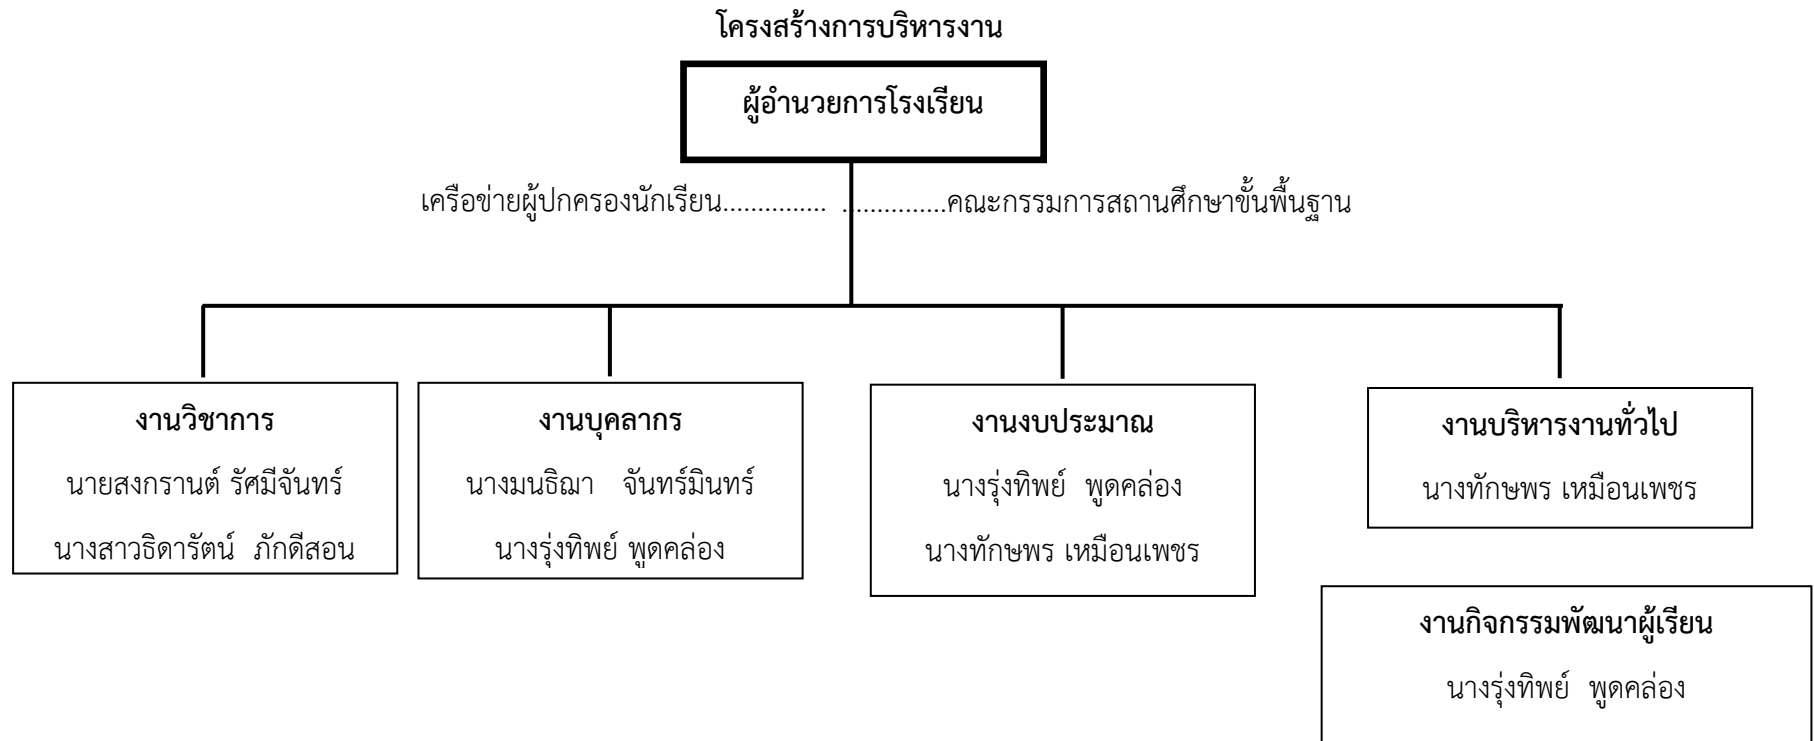 โครงสร้างการบริหารงาน
ผู้อำนวยการโรงเรียน
เครือข่ายผู้ปกครองนักเรียน............... ...............คณะกรรมการสถานศึกษาขั้นพื้นฐาน
งานวิชาการ
นายสงกรานต์ รัศมีจันทร์
นางสาวธิดารัตน์ ภักดีสอน
งานบุคลากร
นางมนธิฌา จันทร์มินทร์
นางรุ่งทิพย์ พูดคล่อง
งานงบประมาณ
นางรุ่งทิพย์ พูดคล่อง
นางทักษพร เหมือนเพชร
งานบริหารงานทั่วไป
นางทักษพร เหมือนเพชร
งานกิจกรรมพัฒนาผู้เรียน
นางรุ่งทิพย์ พูดคล่อง